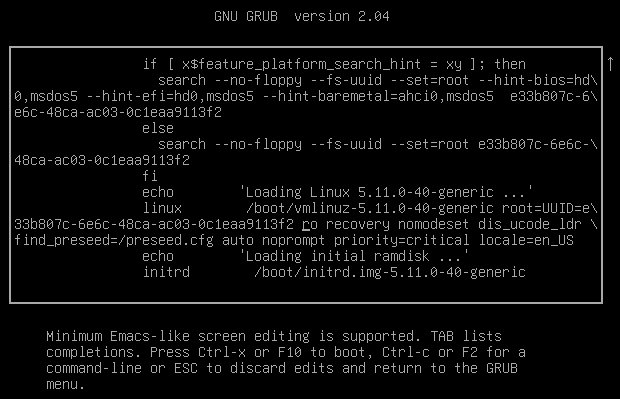 GNU GRUB  version 2.04
if [ x$feature_platform_search_hint = xy ]; then
search --no-floppy --fs-uuid --set=root --hint-bios=hd\
0,msdos5 --hint-efi=hd0,msdos5 --hint-baremetal=ahci0,msdos5  e33b807c-6\
e6c-48ca-ac03-0c1eaa9113f2
else
search --no-floppy --fs-uuid --set=root e33b807c-6e6c-\
48ca-ac03-0c1eaa9113f2
fi
echo        'Loading Linux 5.11.0-40-generic ...'
linux        /boot/vmlinuz-5.11.0-40-generic root=UUID=e\
33b807c-6e6c-48ca-ac03-0c1eaa9113f2 ro recovery nomodeset dis_ucode_ldr \
find_preseed=/preseed.cfg auto noprompt priority=critical locale=en_US
echo        'Loading initial ramdisk ...'
initrd        /boot/initrd.img-5.11.0-40-generic
Minimum Emacs-like screen editing is supported. TAB lists
completions. Press Ctrl-x or F10 to boot, Ctrl-c or F2 for a
command-line or ESC to discard edits and return to the GRUB
menu.